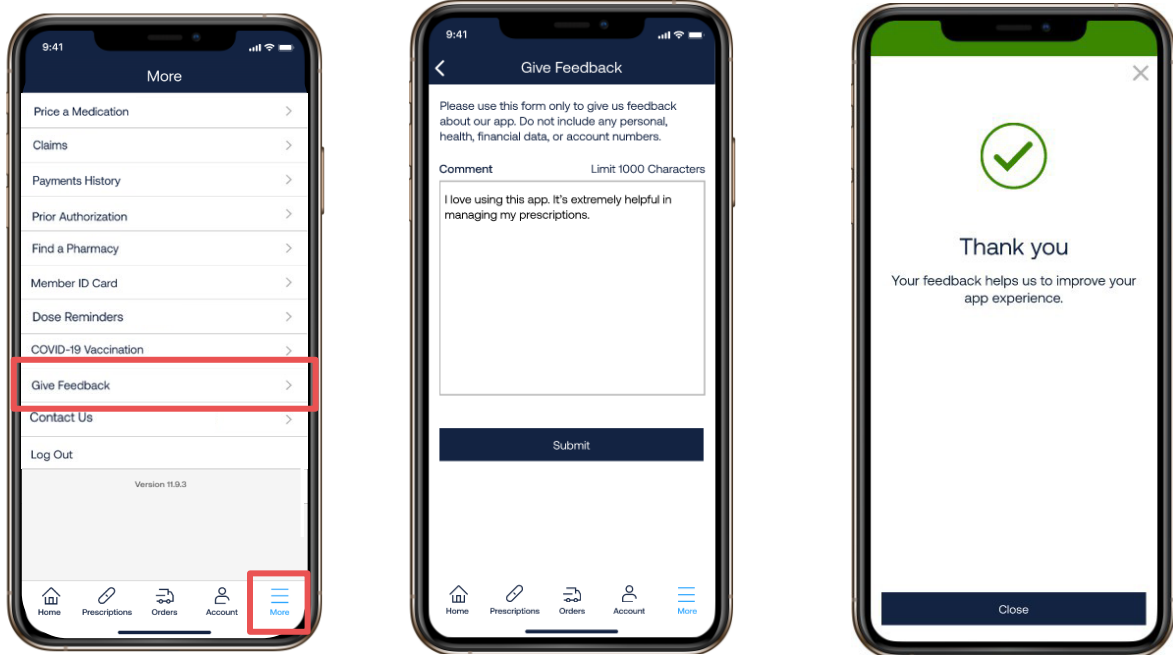 9:41
More
Price a Medication
Claims
Payments History
Prior Authorization
Find a Pharmacy
Member ID Card
Dose Reminders
COVID-19 Vaccination
Give Feedback
Contact Us
Log Out
Version 11.9.3
Home Prescriptions Orders Account More
9:41
Give Feedback
Please use this form only to give us feedback
about our app. Do not include any personal,
health, financial data, or account numbers.
Comment Limit 1000 Characters
I love using this app. It's extremely helpful in
managing my prescriptions.
Submit
Home Prescriptions Orders Account More
Thank you
Your feedback helps us to improve your
app experience.
Close